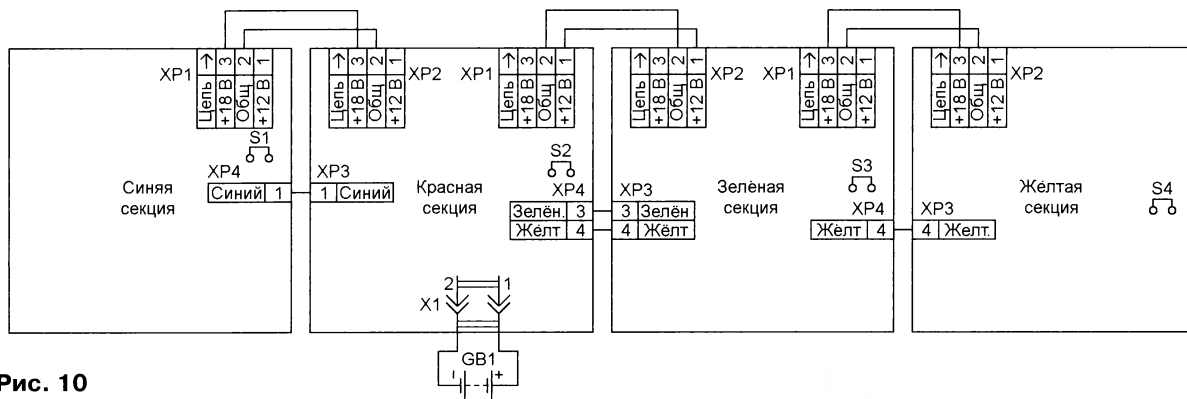 XP1
Цепь →
+18 В 3
Общ 2
+12 В 1
S1
XP4
Синий 1
Синяя секция
Цепь →
+18 В 3
Общ 2
+12 В 1
XP2
XP3
1 Синий
Красная секция
XP1
Цепь →
+18 В 3
Общ 2
+12 В 1
S2
XP4
Зелён. 3
Жёлт 4
X1
2
1
GB1
- +
Цепь →
+18 В 3
Общ 2
+12 В 1
XP2
XP3
3 Зелён
4 Жёлт
Зелёная секция
XP1
Цепь →
+18 В 3
Общ 2
+12 В 1
S3
XP4
Жёлт 4
Цепь →
+18 В 3
Общ 2
+12 В 1
XP2
XP3
4 Желт.
Жёлтая секция
S4
Рис. 10